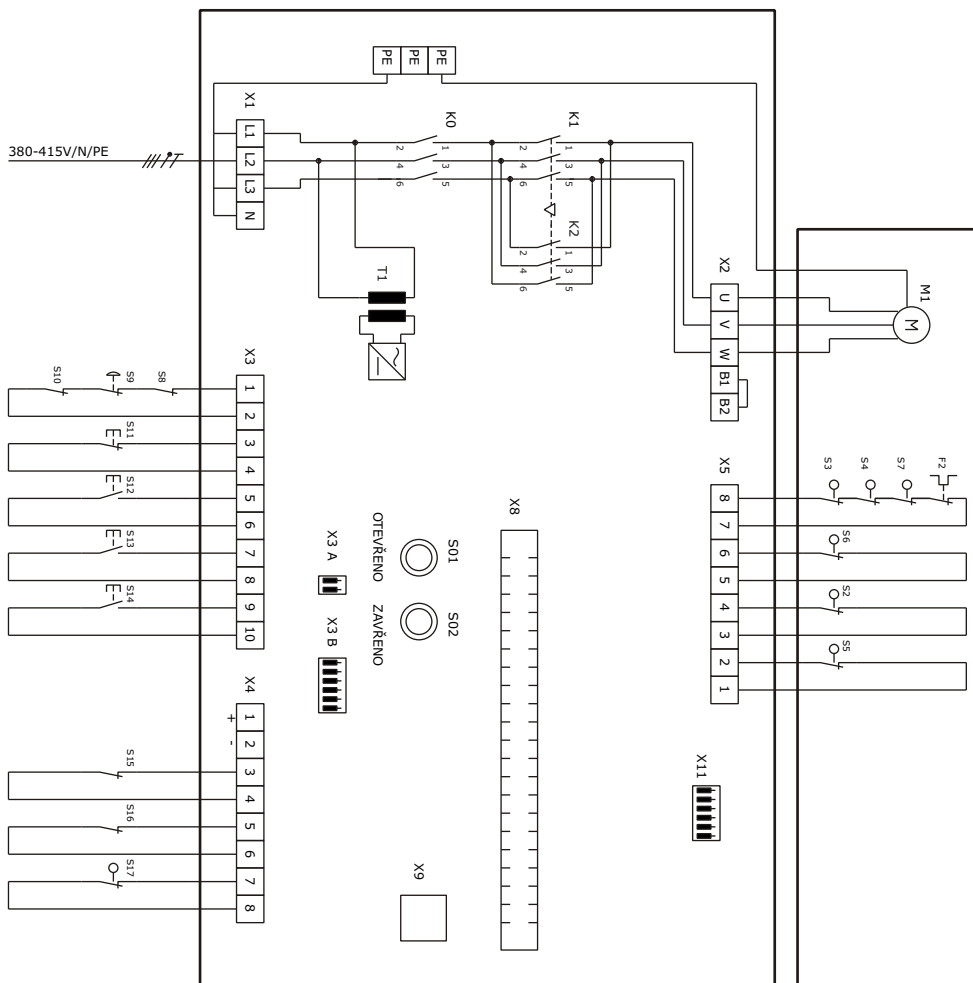 PE PE PE
X1
L1
L2
L3
N
380-415V/N/PE
K0
2 1
4 3
6 5
K1
2 1
4 3
6 5
K2
2 1
4 3
6 5
T1
X2
U
V
W
B1
B2
M1
M
X3
1
2
3
4
5
6
7
8
9
10
S10 S9 S8
S11
S12
S13
S14
X3 A
X3 B
OTEVŘENO
S01
ZAVŘENO
S02
X8
X5
8
7
6
5
4
3
2
1
S3 S4 S7 F2
S6
S2
S5
X4
1
+
2
-
3
4
5
6
7
8
S15
S16
S17
X9
X11